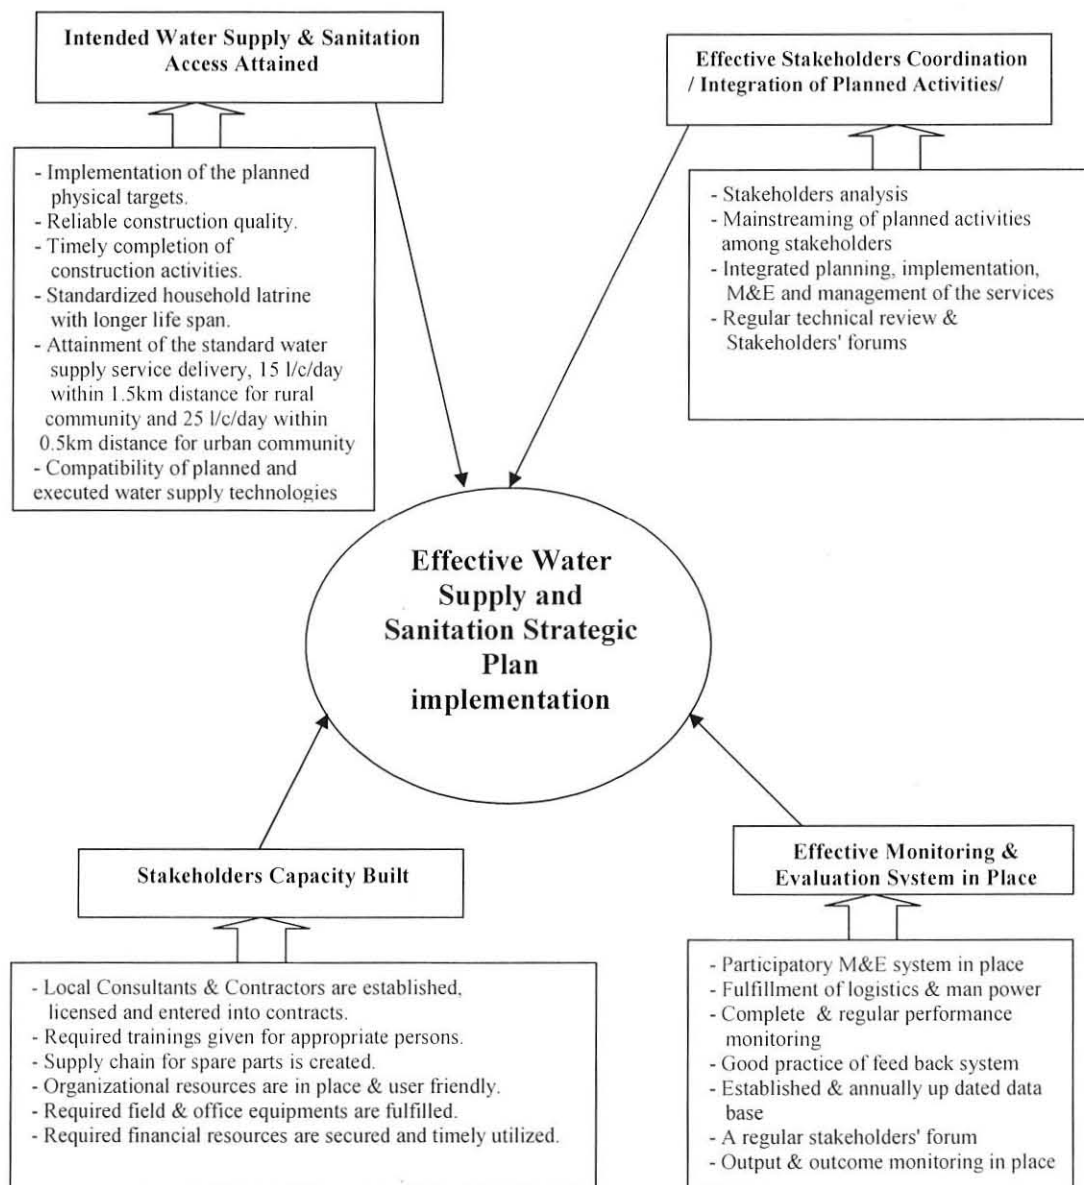 Intended Water Supply & Sanitation
Access Attained
- Implementation of the planned
physical targets.
- Reliable construction quality.
- Timely completion of
construction activities.
- Standardized household latrine
with longer life span.
- Attainment of the standard water
supply service delivery, 15 l/c/day
within 1.5km distance for rural
community and 25 l/c/day within
0.5km distance for urban community
- Compatibility of planned and
executed water supply technologies
Effective Stakeholders Coordination
/ Integration of Planned Activities/
- Stakeholders analysis
- Mainstreaming of planned activities
among stakeholders
- Integrated planning, implementation,
M&E and management of the services
- Regular technical review &
Stakeholders' forums
Effective Water
Supply and
Sanitation Strategic
Plan
implementation
Stakeholders Capacity Built
- Local Consultants & Contractors are established,
licensed and entered into contracts.
- Required trainings given for appropriate persons.
- Supply chain for spare parts is created.
- Organizational resources are in place & user friendly.
- Required field & office equipments are fulfilled.
- Required financial resources are secured and timely utilized.
Effective Monitoring &
Evaluation System in Place
- Participatory M&E system in place
- Fulfillment of logistics & man power
- Complete & regular performance
monitoring
- Good practice of feed back system
- Established & annually up dated data
base
- A regular stakeholders' forum
- Output & outcome monitoring in place